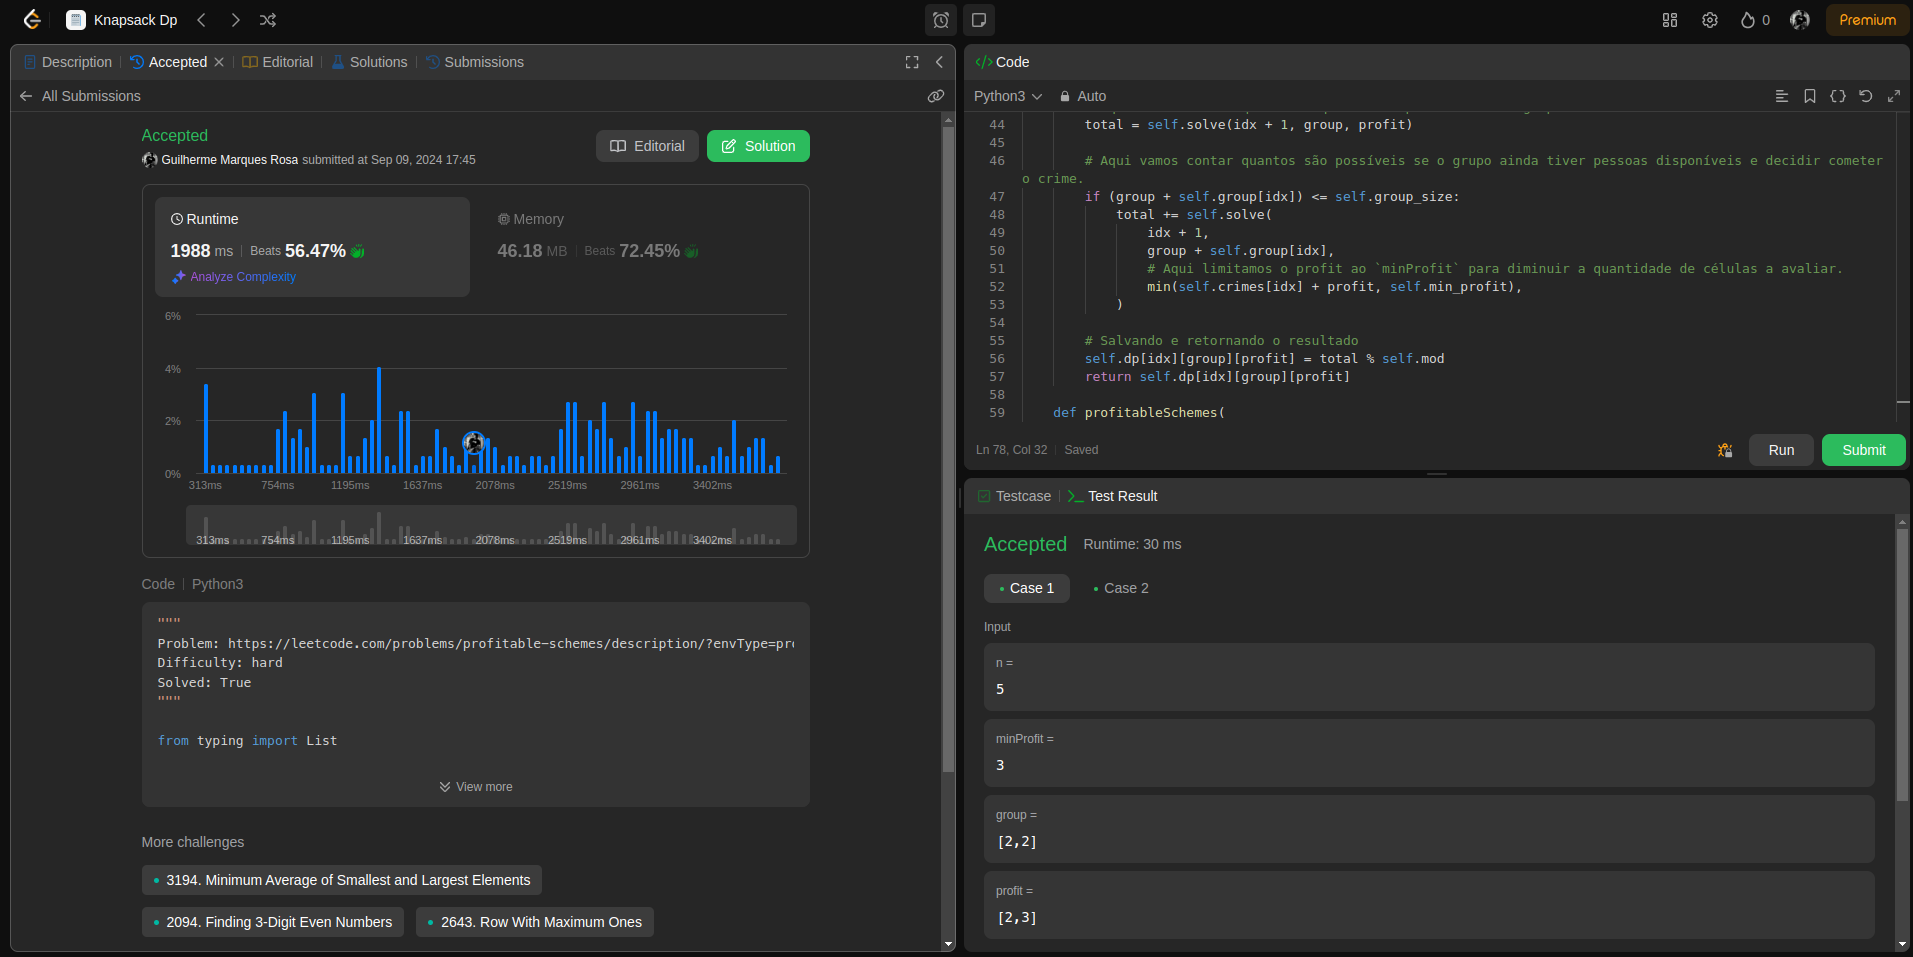 Knapsack Dp
0
Premium
Description
Accepted
Editorial
Solutions
Submissions
All Submissions
Accepted
Guilherme Marques Rosa submitted at Sep 09, 2024 17:45
Editorial
Solution
Runtime
1988 ms
Beats 56.47%
Analyze Complexity
Memory
46.18 MB
Beats 72.45%
6%
4%
2%
0%
313ms 754ms 1195ms 1637ms 2078ms 2519ms 2961ms 3402ms
313ms 754ms 1195ms 1637ms 2078ms 2519ms 2961ms 3402ms
Code
Python3
"""
Problem: https://leetcode.com/problems/profitable-schemes/description/?envType=pro
Difficulty: hard
Solved: True
"""
from typing import List
View more
More challenges
3194. Minimum Average of Smallest and Largest Elements
2094. Finding 3-Digit Even Numbers
2643. Row With Maximum Ones
</> Code
Python3
Auto
44 total = self.solve(idx + 1, group, profit)
45
46 # Aqui vamos contar quantos são possíveis se o grupo ainda tiver pessoas disponíveis e decidir cometer
o crime.
47 if (group + self.group[idx]) <= self.group_size:
48 total += self.solve(
49 idx + 1,
50 group + self.group[idx],
51 # Aqui limitamos o profit ao `minProfit` para diminuir a quantidade de células a avaliar.
52 min(self.crimes[idx] + profit, self.min_profit),
53 )
54
55 # Salvando e retornando o resultado
56 self.dp[idx][group][profit] = total % self.mod
57 return self.dp[idx][group][profit]
58
59 def profitableSchemes(
Ln 78, Col 32
Saved
Run
Submit
Testcase
Test Result
Accepted
Runtime: 30 ms
Case 1
Case 2
Input
n =
5
minProfit =
3
group =
[2,2]
profit =
[2,3]